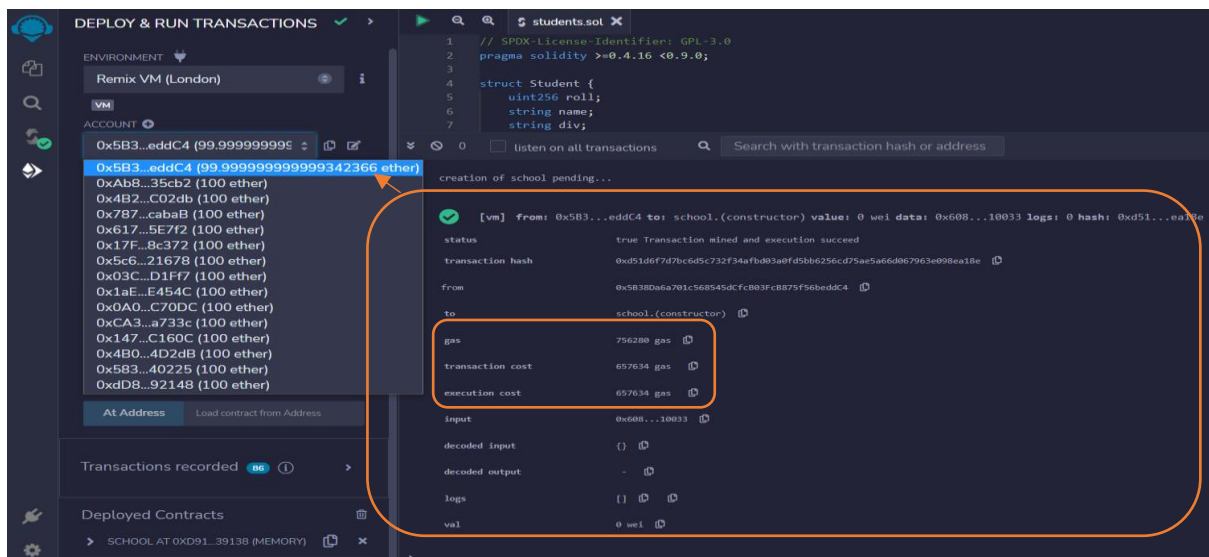 DEPLOY & RUN TRANSACTIONS
ENVIRONMENT
Remix VM (London)
VM
ACCOUNT
0x5B3...eddC4 (99.999999999
0x5B3...eddC4 (99.999999999999342366 ether)
0xAb8...35cb2 (100 ether)
0x4B2...C02db (100 ether)
0x787...cabaB (100 ether)
0x617...5E7f2 (100 ether)
0x17F...8c372 (100 ether)
0x5c6...21678 (100 ether)
0x03C...D1Ff7 (100 ether)
0x1aE...E454C (100 ether)
0x0A0...C70DC (100 ether)
0xCA3...a733c (100 ether)
0x147...C160C (100 ether)
0x4B0...4D2dB (100 ether)
0x583...40225 (100 ether)
0xdD8...92148 (100 ether)
At Address Load contract from Address
Transactions recorded 86 i
Deployed Contracts
SCHOOL AT 0XD91...39138 (MEMORY)
students.sol
1 // SPDX-License-Identifier: GPL-3.0
2 pragma solidity >=0.4.16 <0.9.0;
3
4 struct Student {
5 uint256 roll;
6 string name;
7 string div;
0 listen on all transactions Search with transaction hash or address
creation of school pending...
[vm] from: 0x5B3...eddC4 to: school.(constructor) value: 0 wei data: 0x608...10033 logs: 0 hash: 0xd51...ea18e
status true Transaction mined and execution succeed
transaction hash 0xd51d6f7d7bc6d5c732f34afbd03a0fd5bb6256cd75ae5a66d067963e098ea18e
from 0x5B38Da6a701c568545dCfcB03FcB875f56beddC4
to school.(constructor)
gas 756280 gas
transaction cost 657634 gas
execution cost 657634 gas
input 0x608...10033
decoded input {}
decoded output -
logs []
val 0 wei